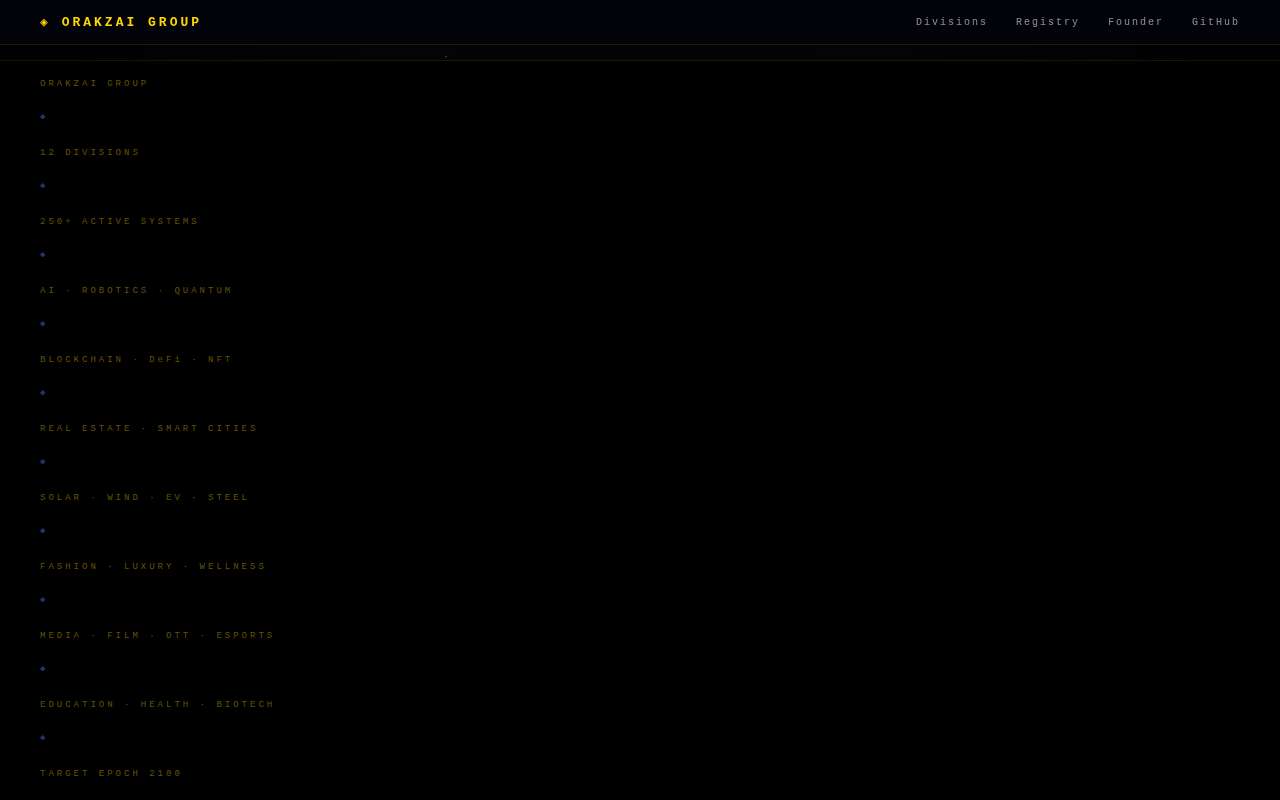 ◈ ORAKZAI GROUP
Divisions Registry Founder GitHub
ORAKZAI GROUP
◆
12 DIVISIONS
◆
250+ ACTIVE SYSTEMS
◆
AI · ROBOTICS · QUANTUM
◆
BLOCKCHAIN · DeFi · NFT
◆
REAL ESTATE · SMART CITIES
◆
SOLAR · WIND · EV · STEEL
◆
FASHION · LUXURY · WELLNESS
◆
MEDIA · FILM · OTT · ESPORTS
◆
EDUCATION · HEALTH · BIOTECH
◆
TARGET EPOCH 2100